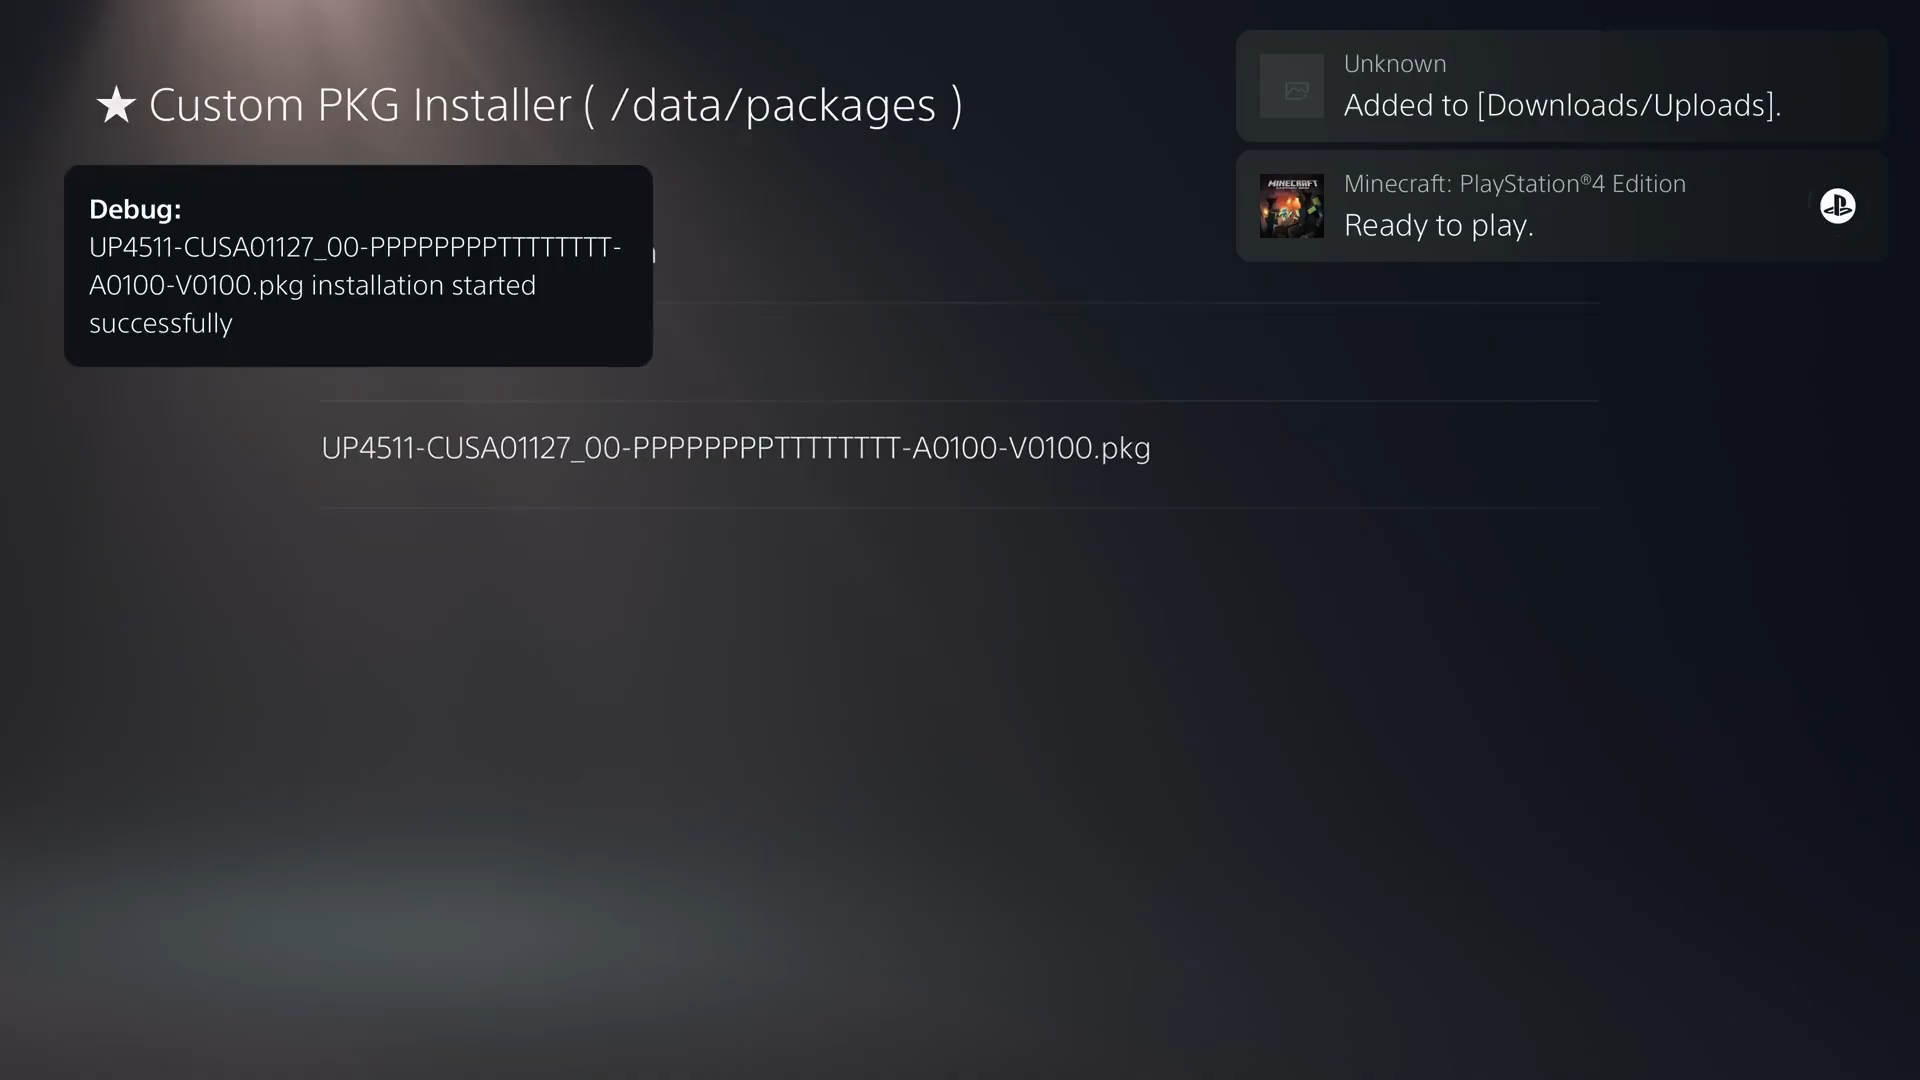 ★ Custom PKG Installer ( /data/packages )
Unknown
Added to [Downloads/Uploads].
MINECRAFT
Minecraft: PlayStation®4 Edition
Ready to play.
Debug:
UP4511-CUSA01127_00-PPPPPPPPTTTTTTTT-
A0100-V0100.pkg installation started
successfully
UP4511-CUSA01127_00-PPPPPPPPTTTTTTTT-A0100-V0100.pkg